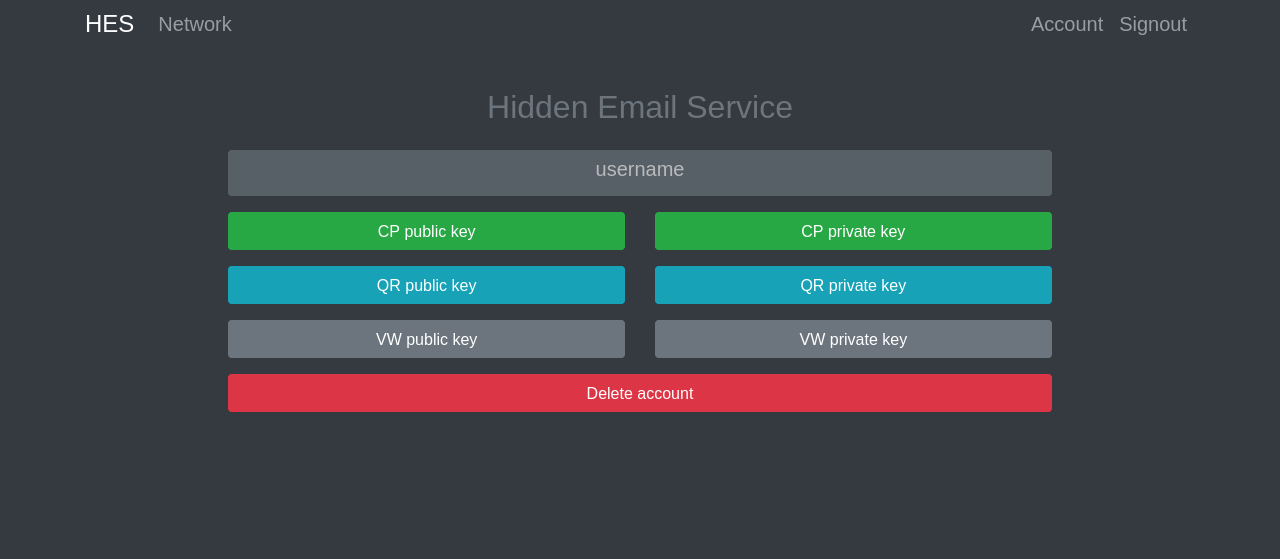 HES Network Account Signout
Hidden Email Service
username
CP public key CP private key
QR public key QR private key
VW public key VW private key
Delete account